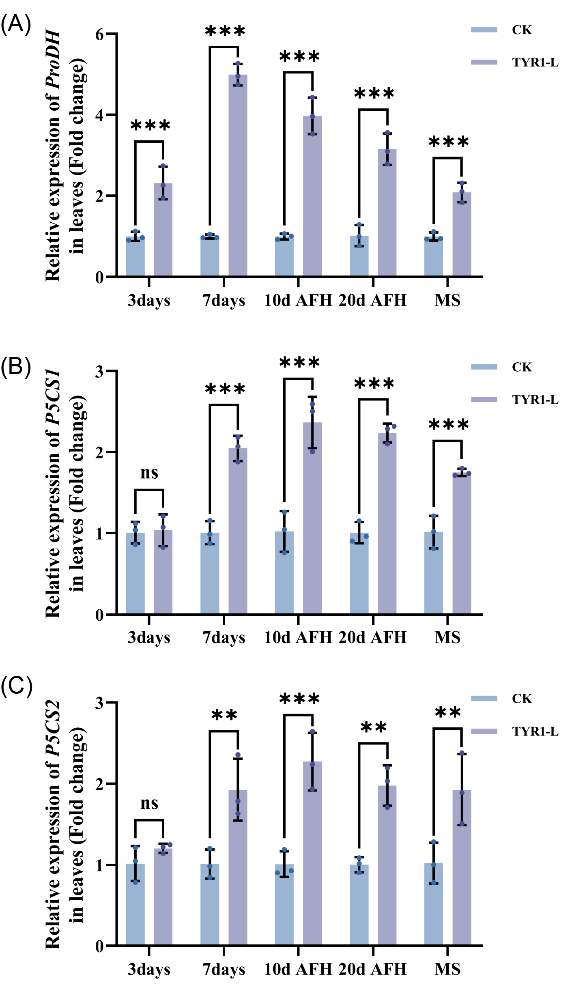 (A)
Relative expression of ProDH
in leaves (Fold change)
6
4
2
0
***
***
***
***
***
CK
TYR1-L
3days
7days
10d AFH
20d AFH
MS
(B)
Relative expression of P5CS1
in leaves (Fold change)
3
2
1
0
ns
***
***
***
***
CK
TYR1-L
3days
7days
10d AFH
20d AFH
MS
(C)
Relative expression of P5CS2
in leaves (Fold change)
3
2
1
0
ns
**
***
**
**
CK
TYR1-L
3days
7days
10d AFH
20d AFH
MS